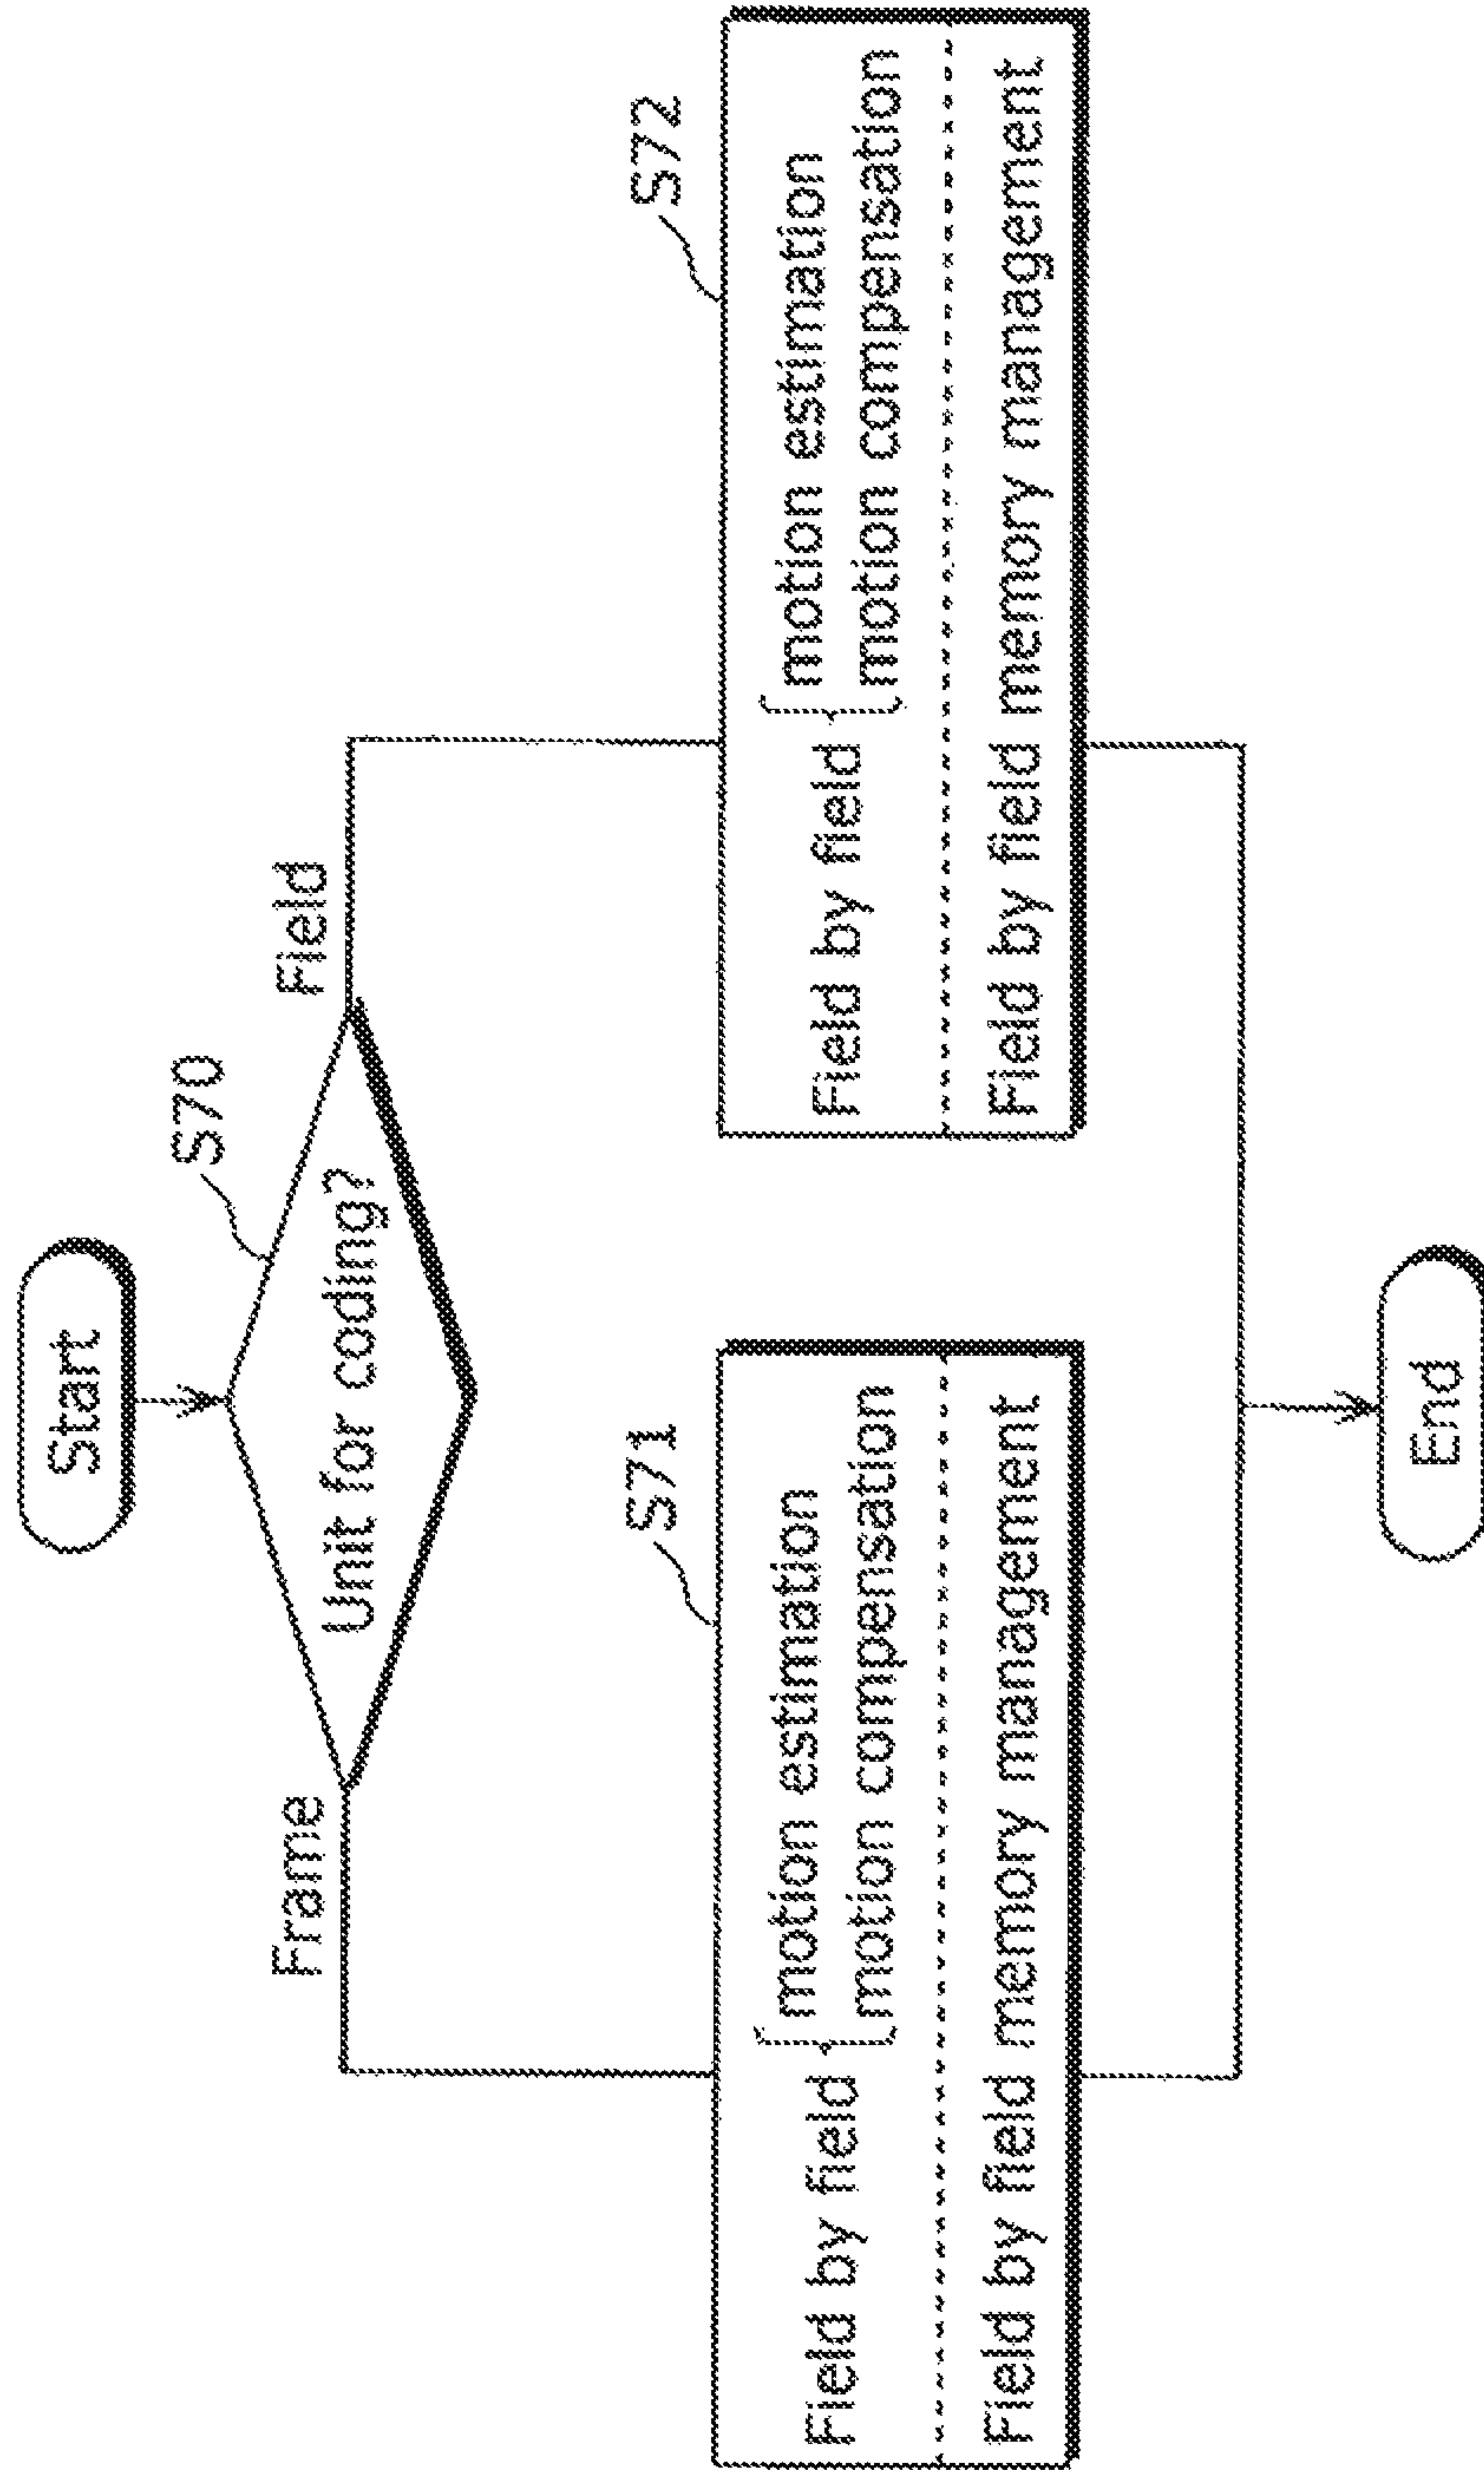 Start
S70
Unit for coding?
Frame
Field
S71
Field by field
motion estimation
motion compensation
Field by field memory management
S72
Field by field
motion estimation
motion compensation
Field by field memory management
End